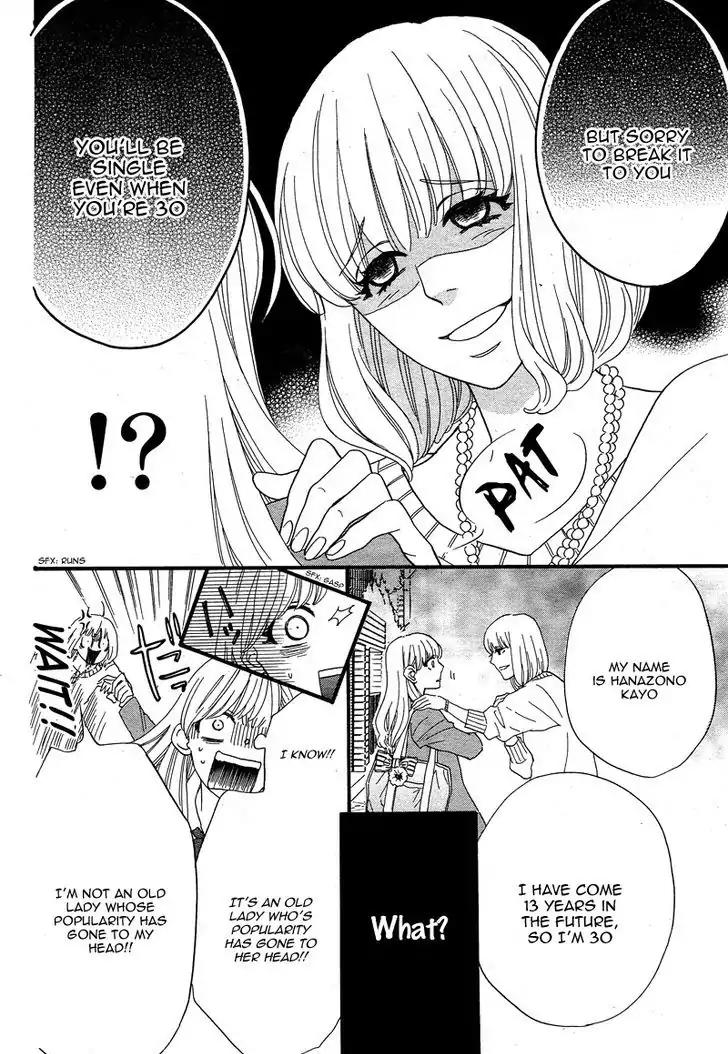 BUT SORRY
TO BREAK IT
TO YOU
YOU'LL BE
SINGLE
EVEN WHEN
YOU'RE 30
PAT
!?
MY NAME
IS HANAZONO
KAYO
I HAVE COME
13 YEARS IN
THE FUTURE,
SO I'M 30
What?
SFX: GASP
ハッ
I KNOW!!
IT'S AN OLD
LADY WHO'S
POPULARITY
HAS GONE TO
HER HEAD!!
SFX: RUNS
WAIT!!
I'M NOT AN OLD
LADY WHOSE
POPULARITY HAS
GONE TO MY
HEAD!!